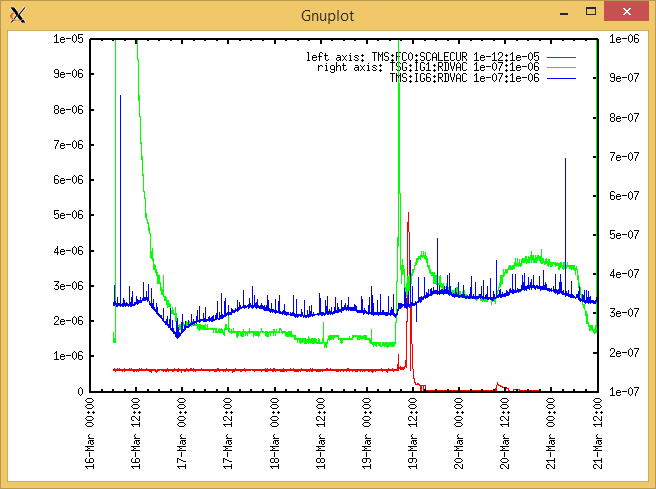 Gnuplot
left axis: TMS:FC0:SCALECUR 1e-12:1e-05
right axis: TSG:IG1:RDVAC 1e-07:1e-06
TMS:IG6:RDVAC 1e-07:1e-06
1e-05
9e-06
8e-06
7e-06
6e-06
5e-06
4e-06
3e-06
2e-06
1e-06
0
1e-06
9e-07
8e-07
7e-07
6e-07
5e-07
4e-07
3e-07
2e-07
1e-07
16-Mar 00:00
16-Mar 12:00
17-Mar 00:00
17-Mar 12:00
18-Mar 00:00
18-Mar 12:00
19-Mar 00:00
19-Mar 12:00
20-Mar 00:00
20-Mar 12:00
21-Mar 00:00
21-Mar 12:00